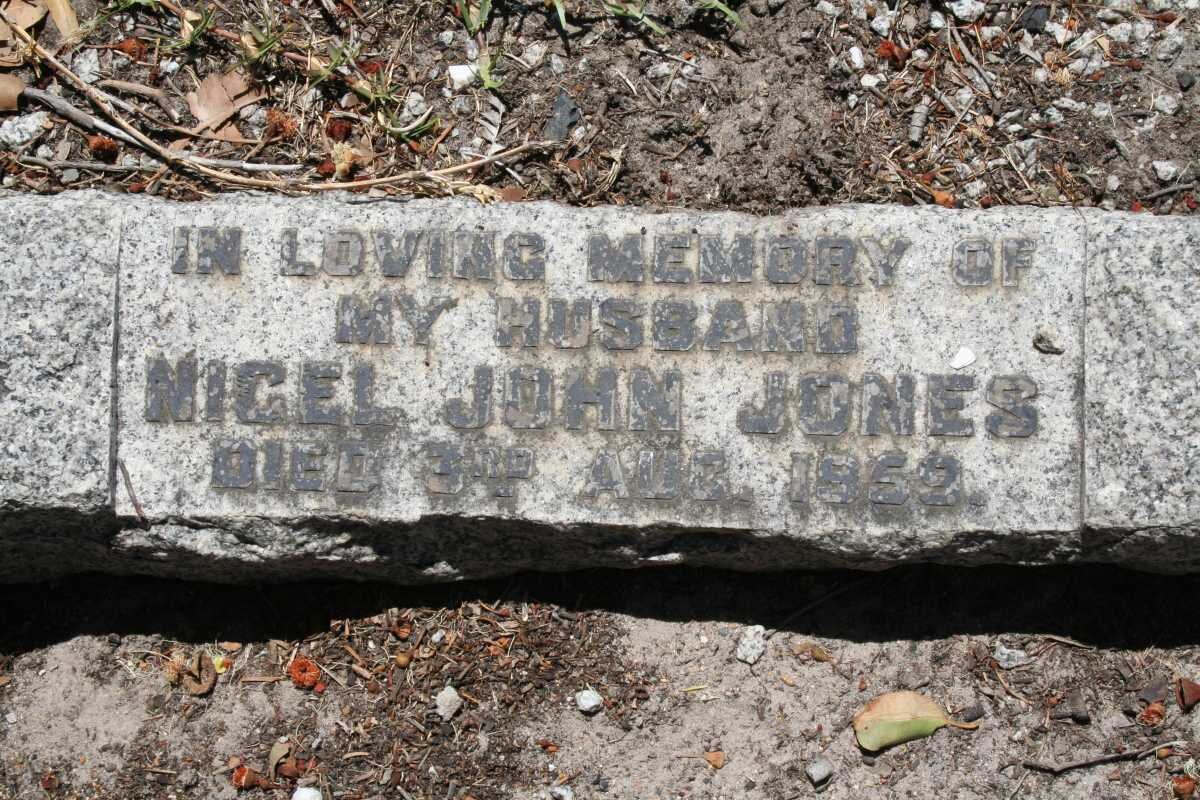 IN LOVING MEMORY OF
MY HUSBAND
NIGEL JOHN JONES
DIED 3RD AUG. 1959.